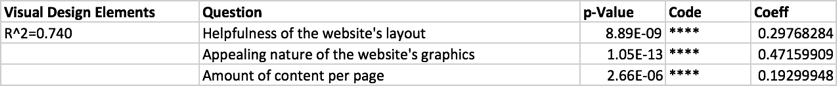 Visual Design Elements Question p-Value Code Coeff
R^2=0.740 Helpfulness of the website's layout 8.89E-09 **** 0.29768284
Appealing nature of the website's graphics 1.05E-13 **** 0.47159909
Amount of content per page 2.66E-06 **** 0.19299948